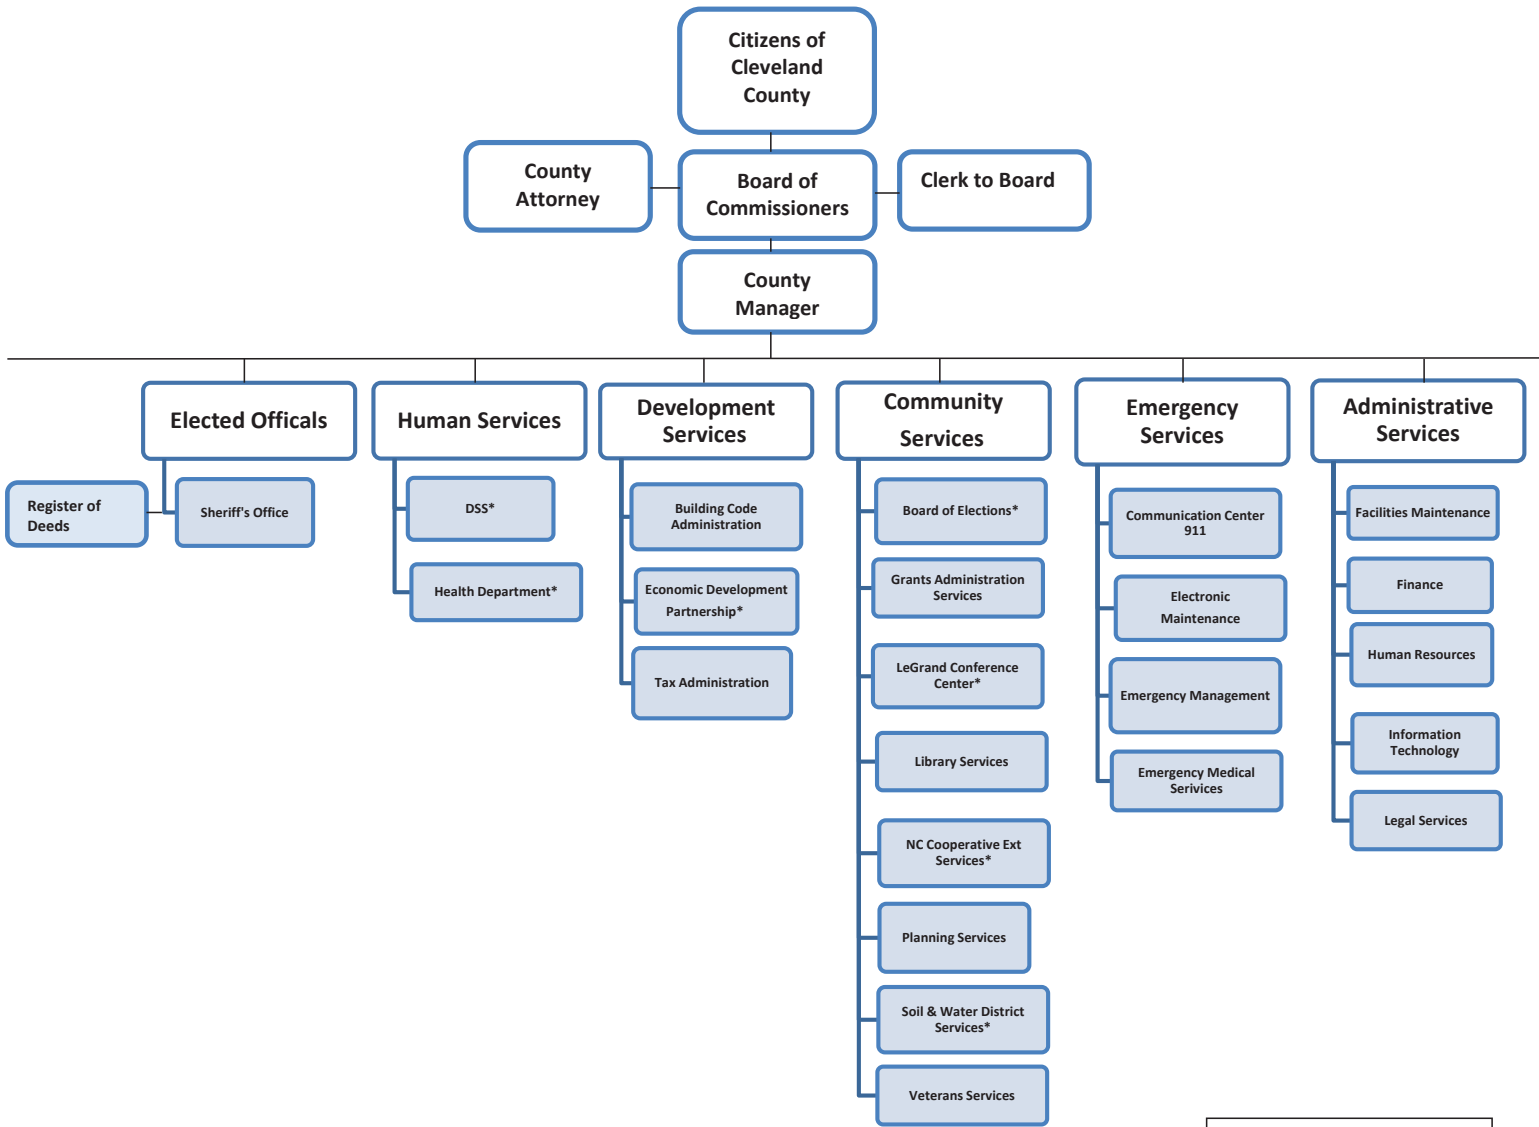 Citizens of
Cleveland
County
County
Attorney
Board of
Commissioners
Clerk to Board
County
Manager
Elected Officals
Human Services
Development
Services
Community
Services
Emergency
Services
Administrative
Services
Register of
Deeds
Sheriff's Office
DSS*
Health Department*
Building Code
Administration
Economic Development
Partnership*
Tax Administration
Board of Elections*
Grants Administration
Services
LeGrand Conference
Center*
Library Services
NC Cooperative Ext
Services*
Planning Services
Soil & Water District
Services*
Veterans Services
Communication Center
911
Electronic
Maintenance
Emergency Management
Emergency Medical
Serivices
Facilities Maintenance
Finance
Human Resources
Information
Technology
Legal Services